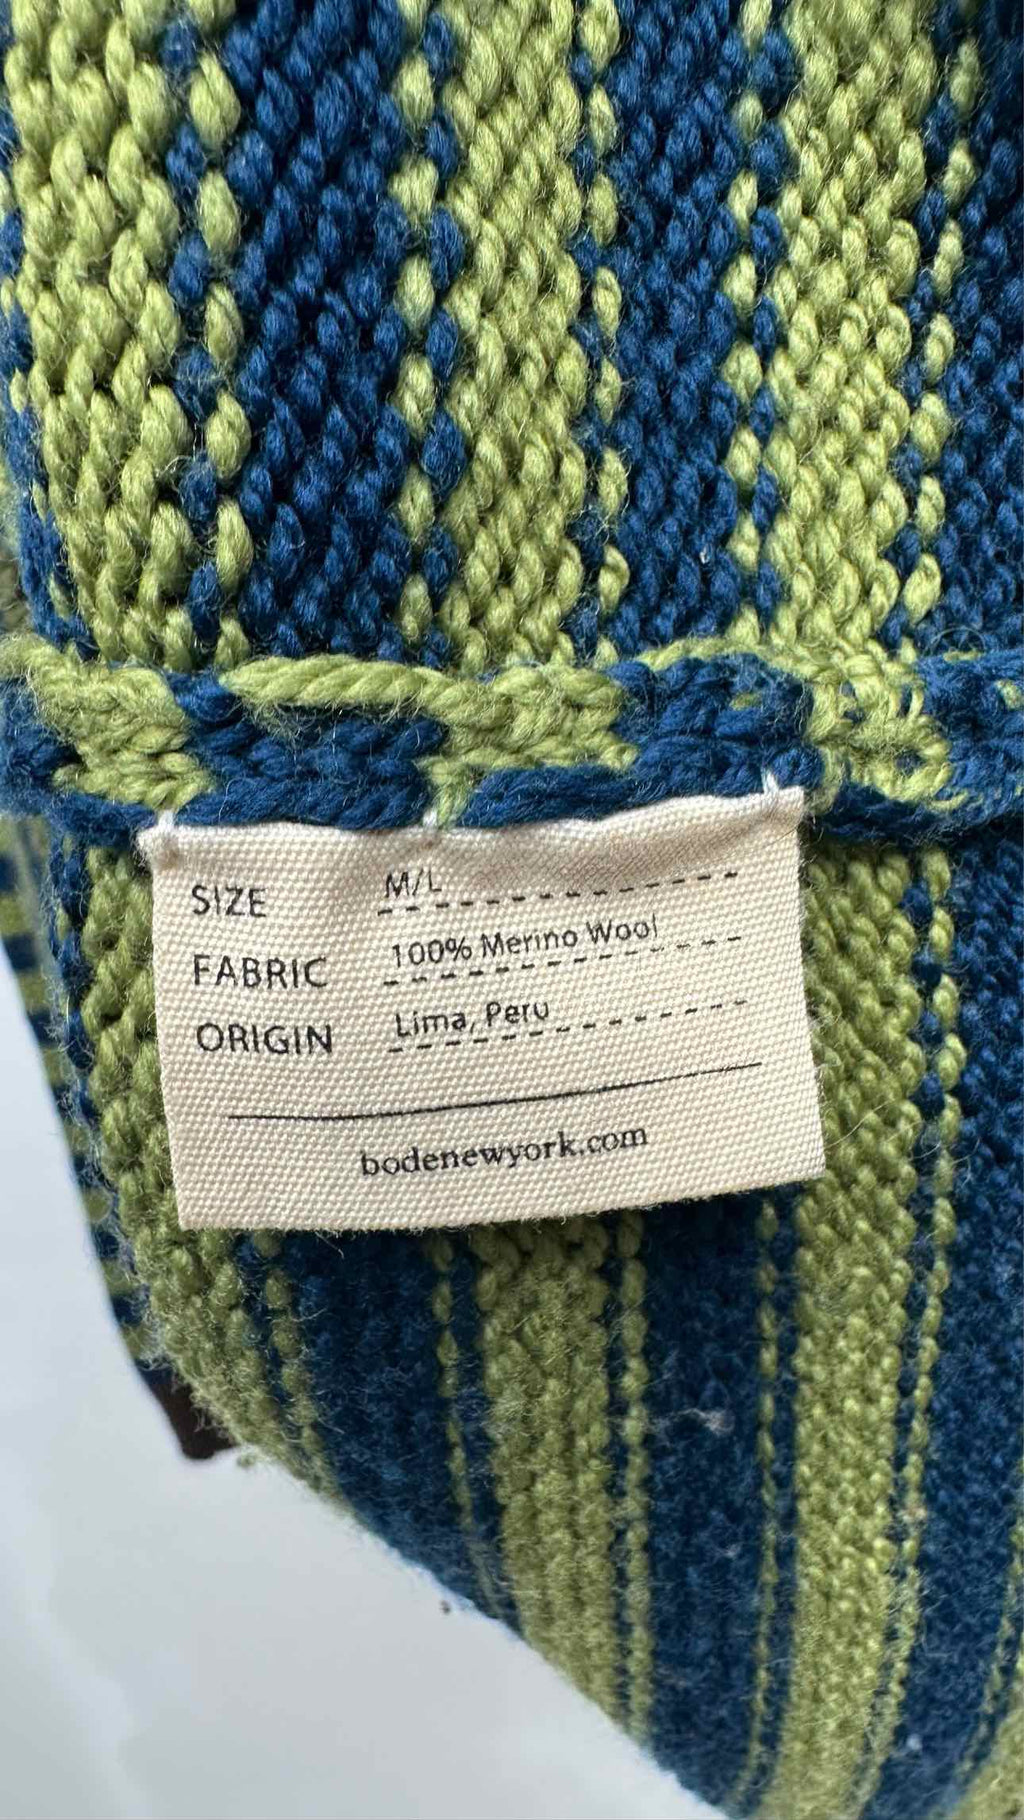 SIZE M/L
FABRIC 100% Merino Wool
ORIGIN Lima, Peru
bodenewyork.com